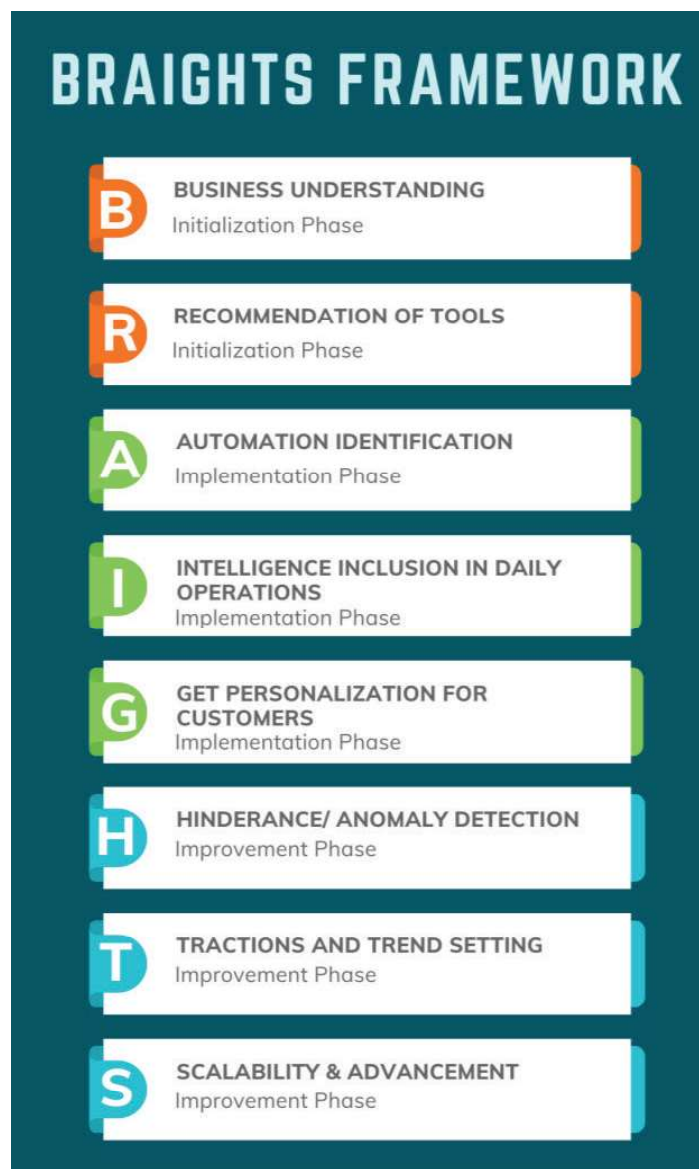 BRAIGHTS FRAMEWORK
B
BUSINESS UNDERSTANDING
Initialization Phase
R
RECOMMENDATION OF TOOLS
Initialization Phase
A
AUTOMATION IDENTIFICATION
Implementation Phase
I
INTELLIGENCE INCLUSION IN DAILY
OPERATIONS
Implementation Phase
G
GET PERSONALIZATION FOR
CUSTOMERS
Implementation Phase
H
HINDERANCE/ ANOMALY DETECTION
Improvement Phase
T
TRACTIONS AND TREND SETTING
Improvement Phase
S
SCALABILITY & ADVANCEMENT
Improvement Phase